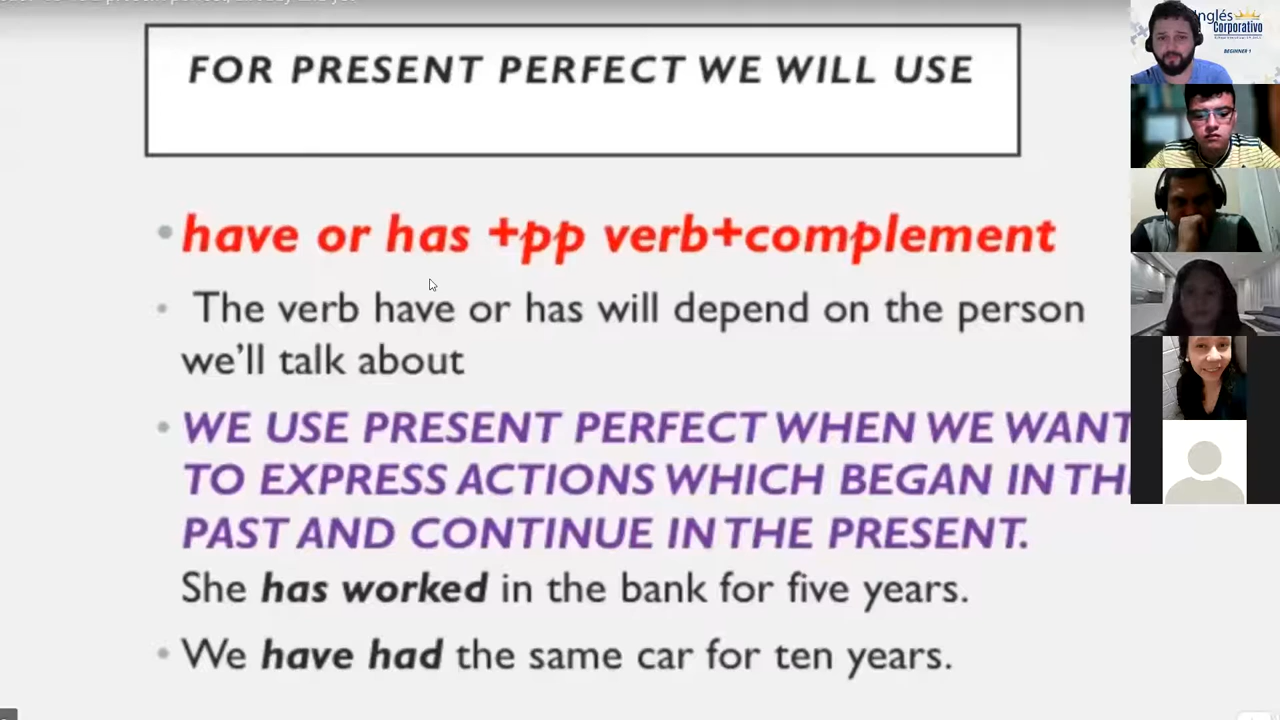 FOR PRESENT PERFECT WE WILL USE
have or has +pp verb+complement
The verb have or has will depend on the person
we'll talk about
WE USE PRESENT PERFECT WHEN WE WANT
TO EXPRESS ACTIONS WHICH BEGAN IN TH
PAST AND CONTINUE IN THE PRESENT.
She has worked in the bank for five years.
We have had the same car for ten years.
Inglés
Corporativo
BEGINNER 1